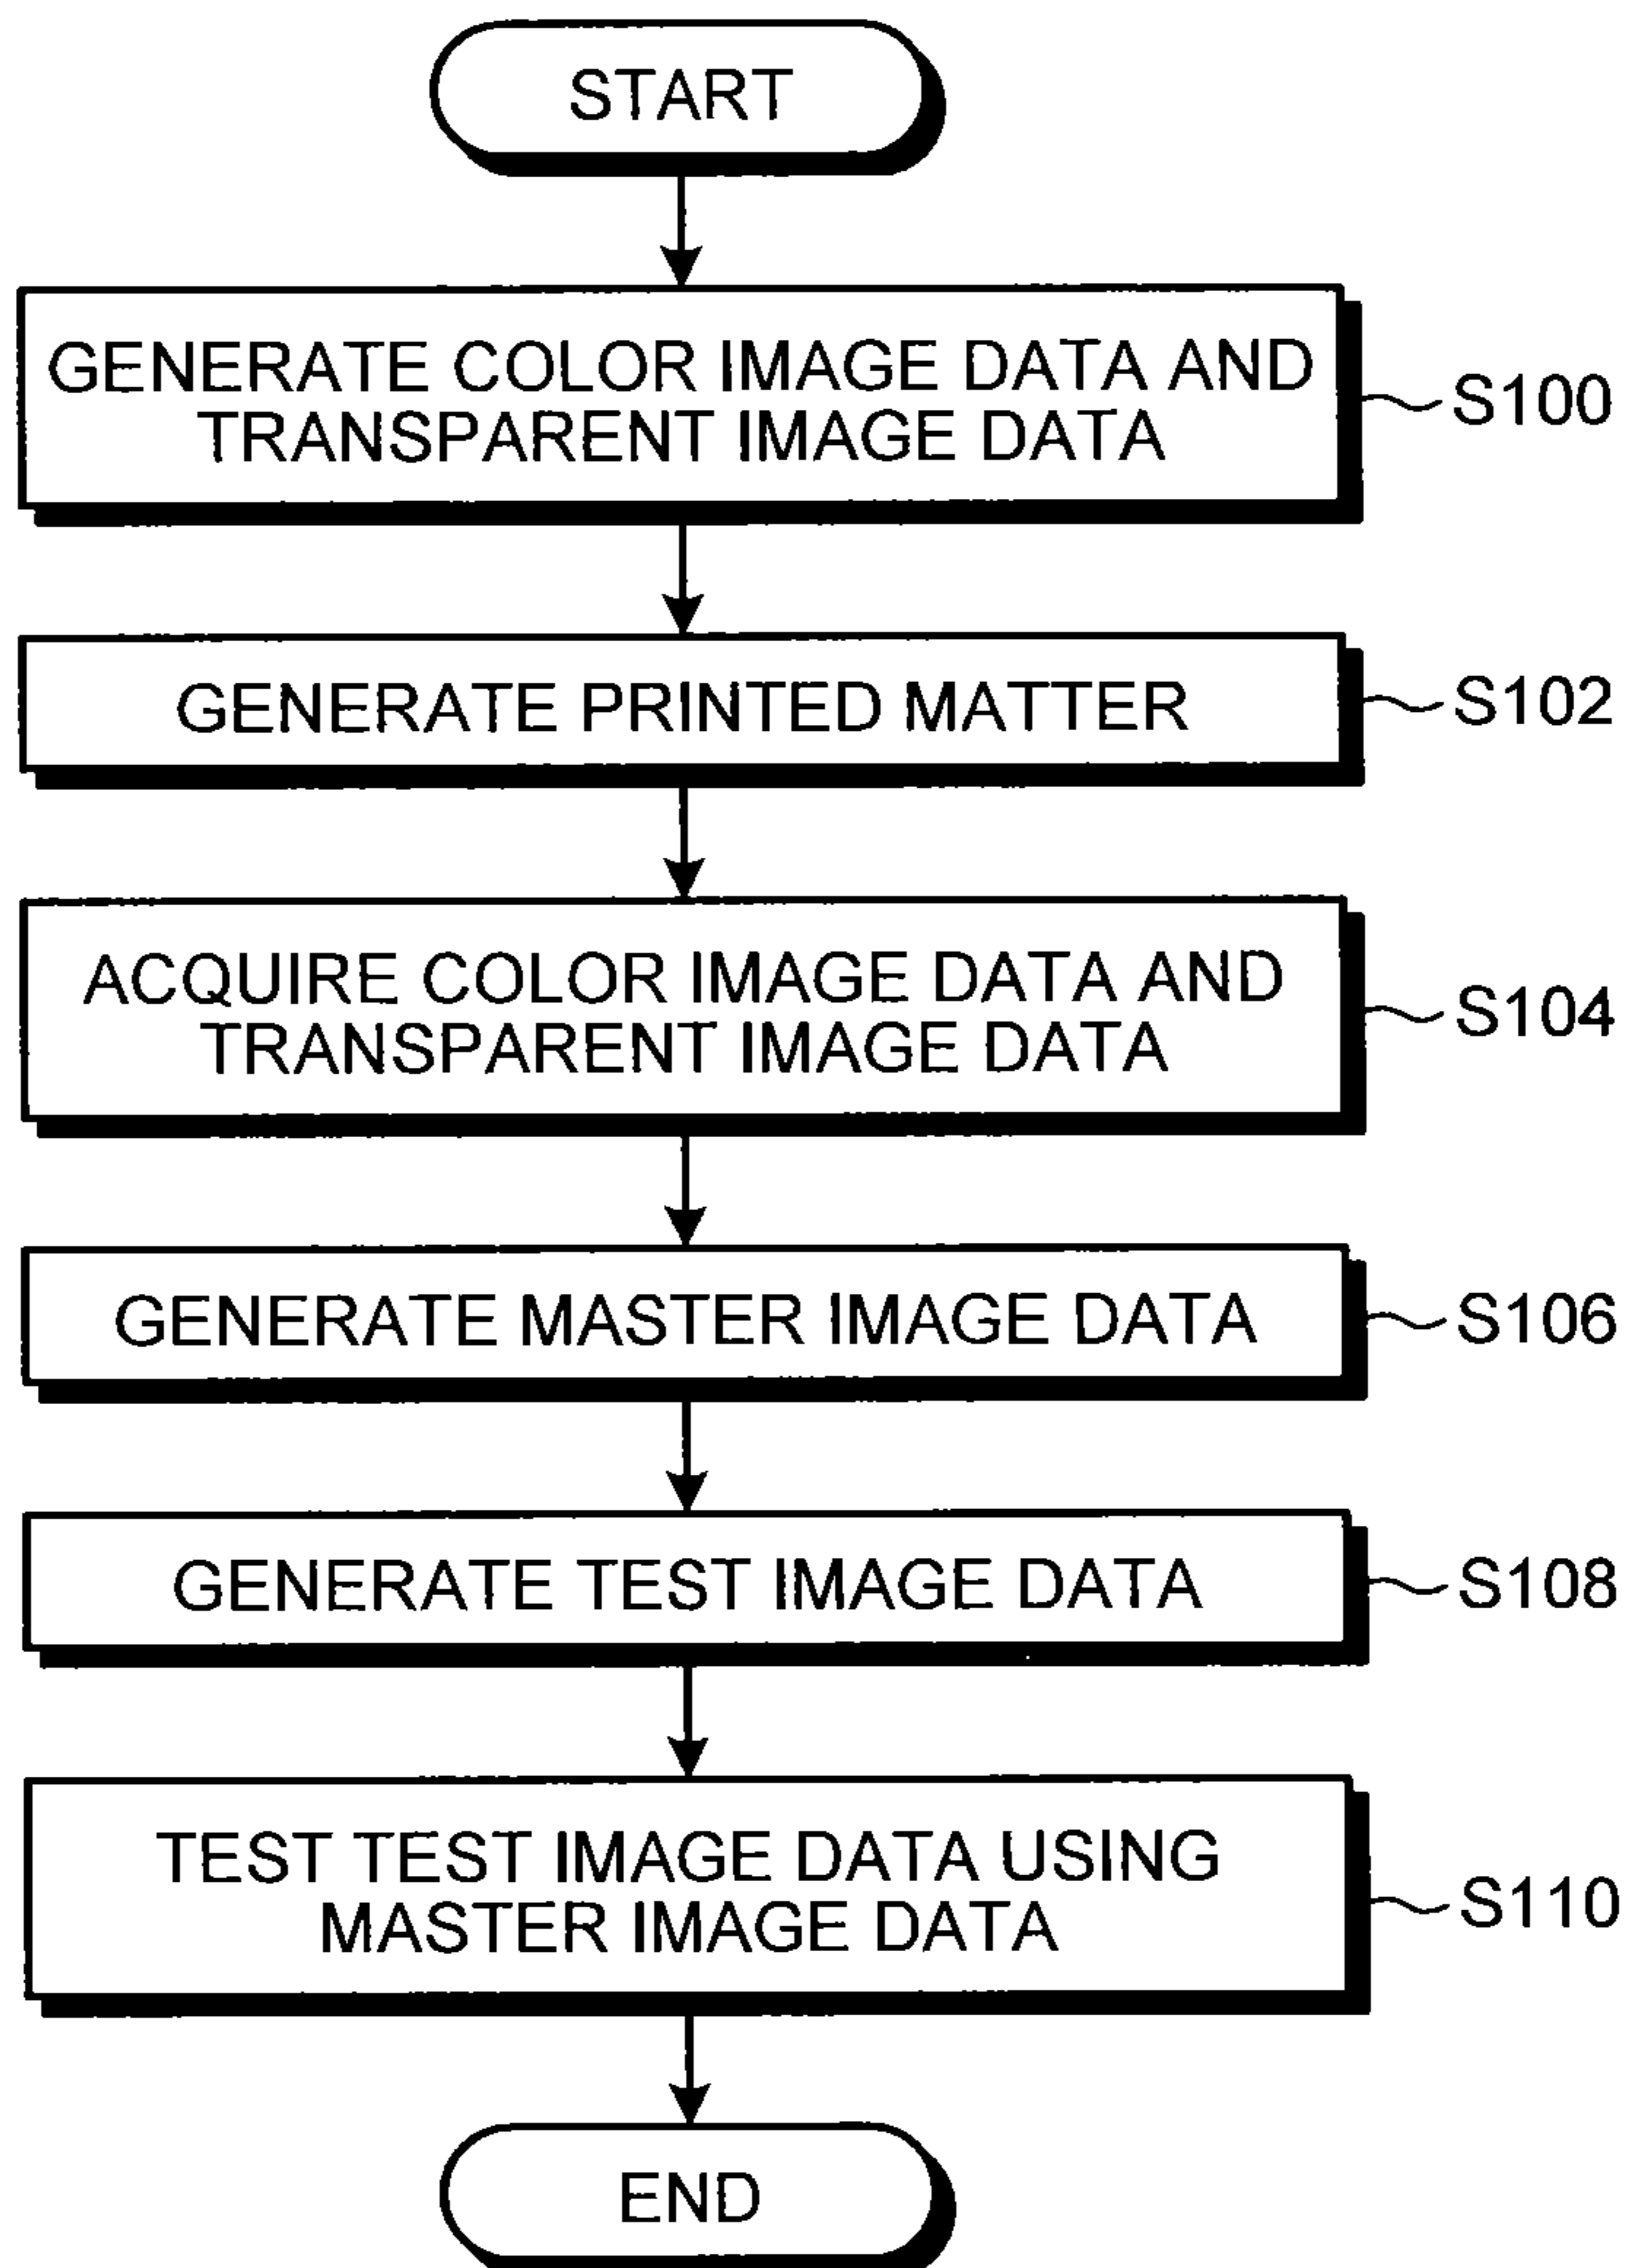 START
GENERATE COLOR IMAGE DATA AND
TRANSPARENT IMAGE DATA
S100
GENERATE PRINTED MATTER
S102
ACQUIRE COLOR IMAGE DATA AND
TRANSPARENT IMAGE DATA
S104
GENERATE MASTER IMAGE DATA
S106
GENERATE TEST IMAGE DATA
S108
TEST TEST IMAGE DATA USING
MASTER IMAGE DATA
S110
END